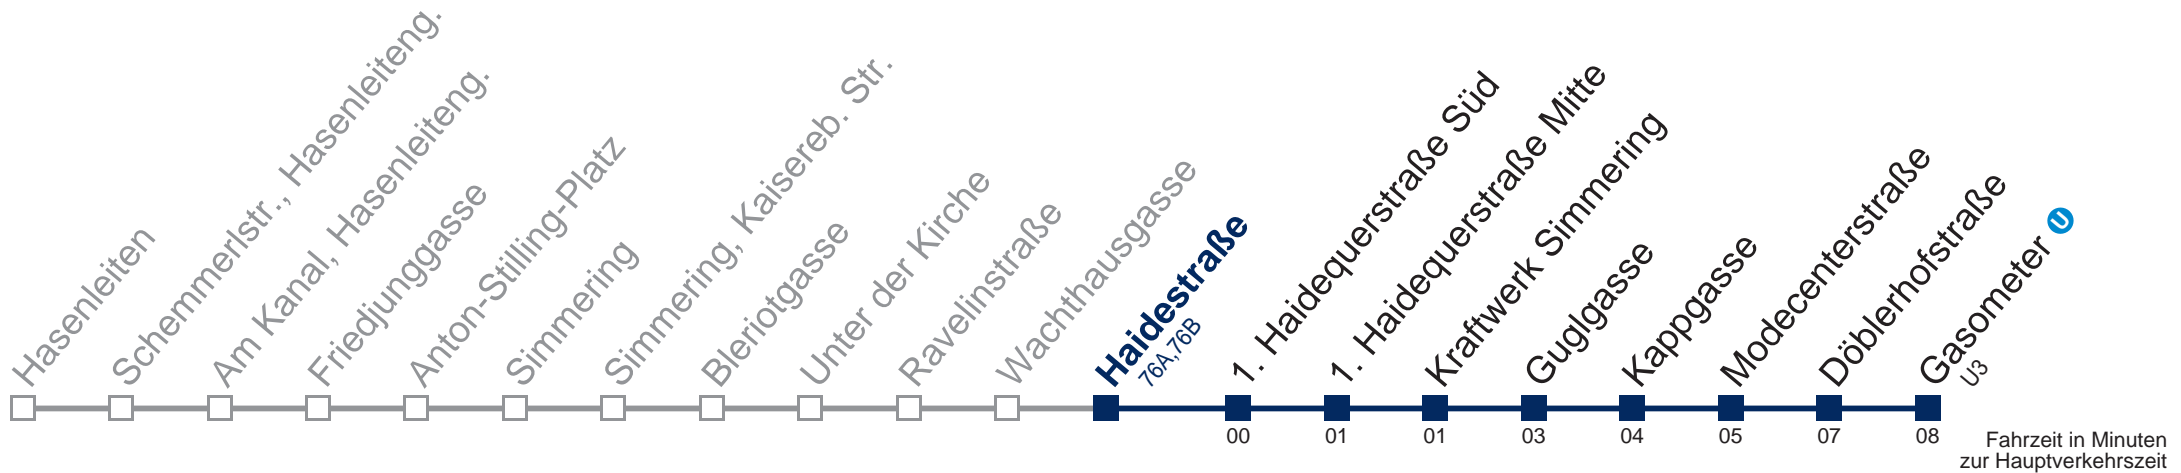 Hasenleiten
Schemmerlstr., Hasenleiteng.
Am Kanal, Hasenleiteng.
Friedjunggasse
Anton-Stilling-Platz
Simmering
Simmering, Kaisereb. Str.
Bleriotgasse
Unter der Kirche
Ravelinstraße
Wachthausgasse
Haidestraße
76A,76B
1. Haidequerstraße Süd
1. Haidequerstraße Mitte
Kraftwerk Simmering
Guglgasse
Kappgasse
Modecenterstraße
Döblerhofstraße
Gasometer U
U3
00 01 01 03 04 05 07 08
Fahrzeit in Minuten
zur Hauptverkehrszeit